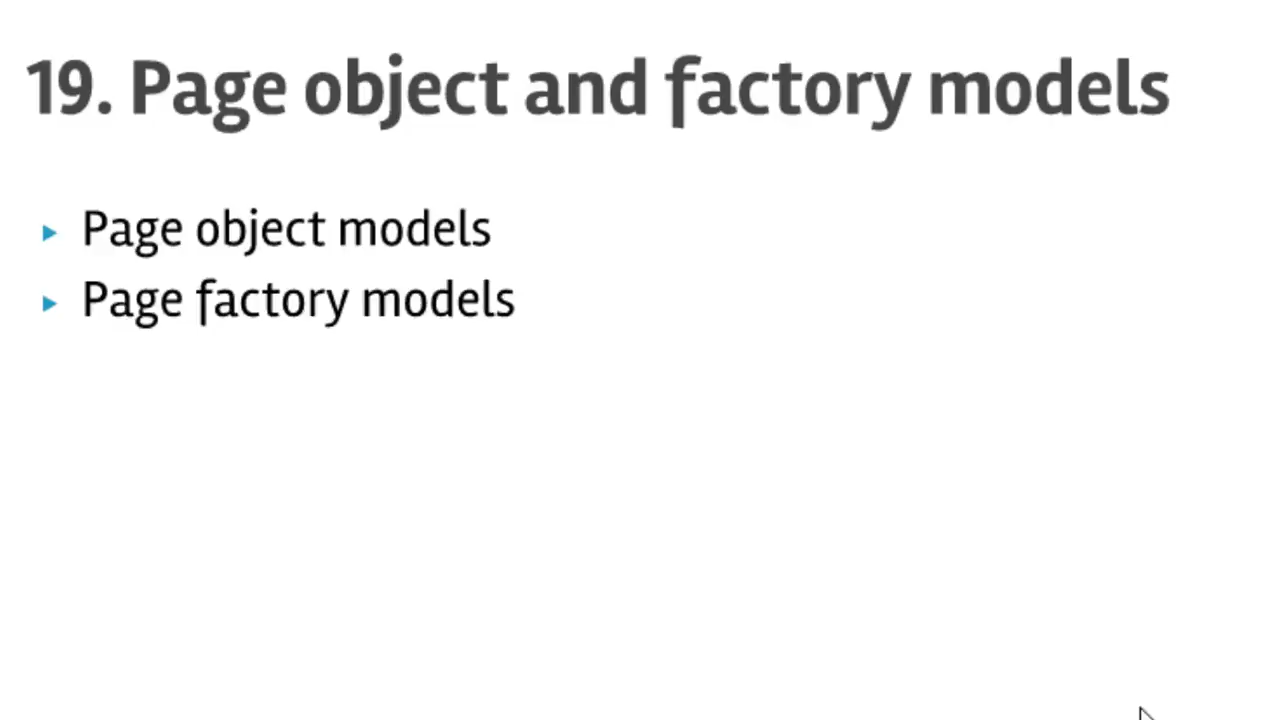 19. Page object and factory models
Page object models
Page factory models